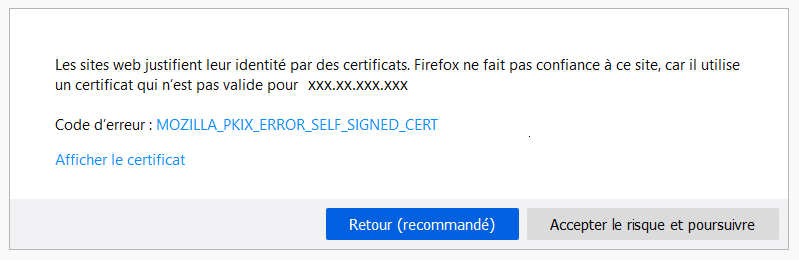 Les sites web justifient leur identité par des certificats. Firefox ne fait pas confiance à ce site, car il utilise
un certificat qui n’est pas valide pour xxx.xx.xxx.xxx
Code d’erreur : MOZILLA_PKIX_ERROR_SELF_SIGNED_CERT
Afficher le certificat
Retour (recommandé)
Accepter le risque et poursuivre